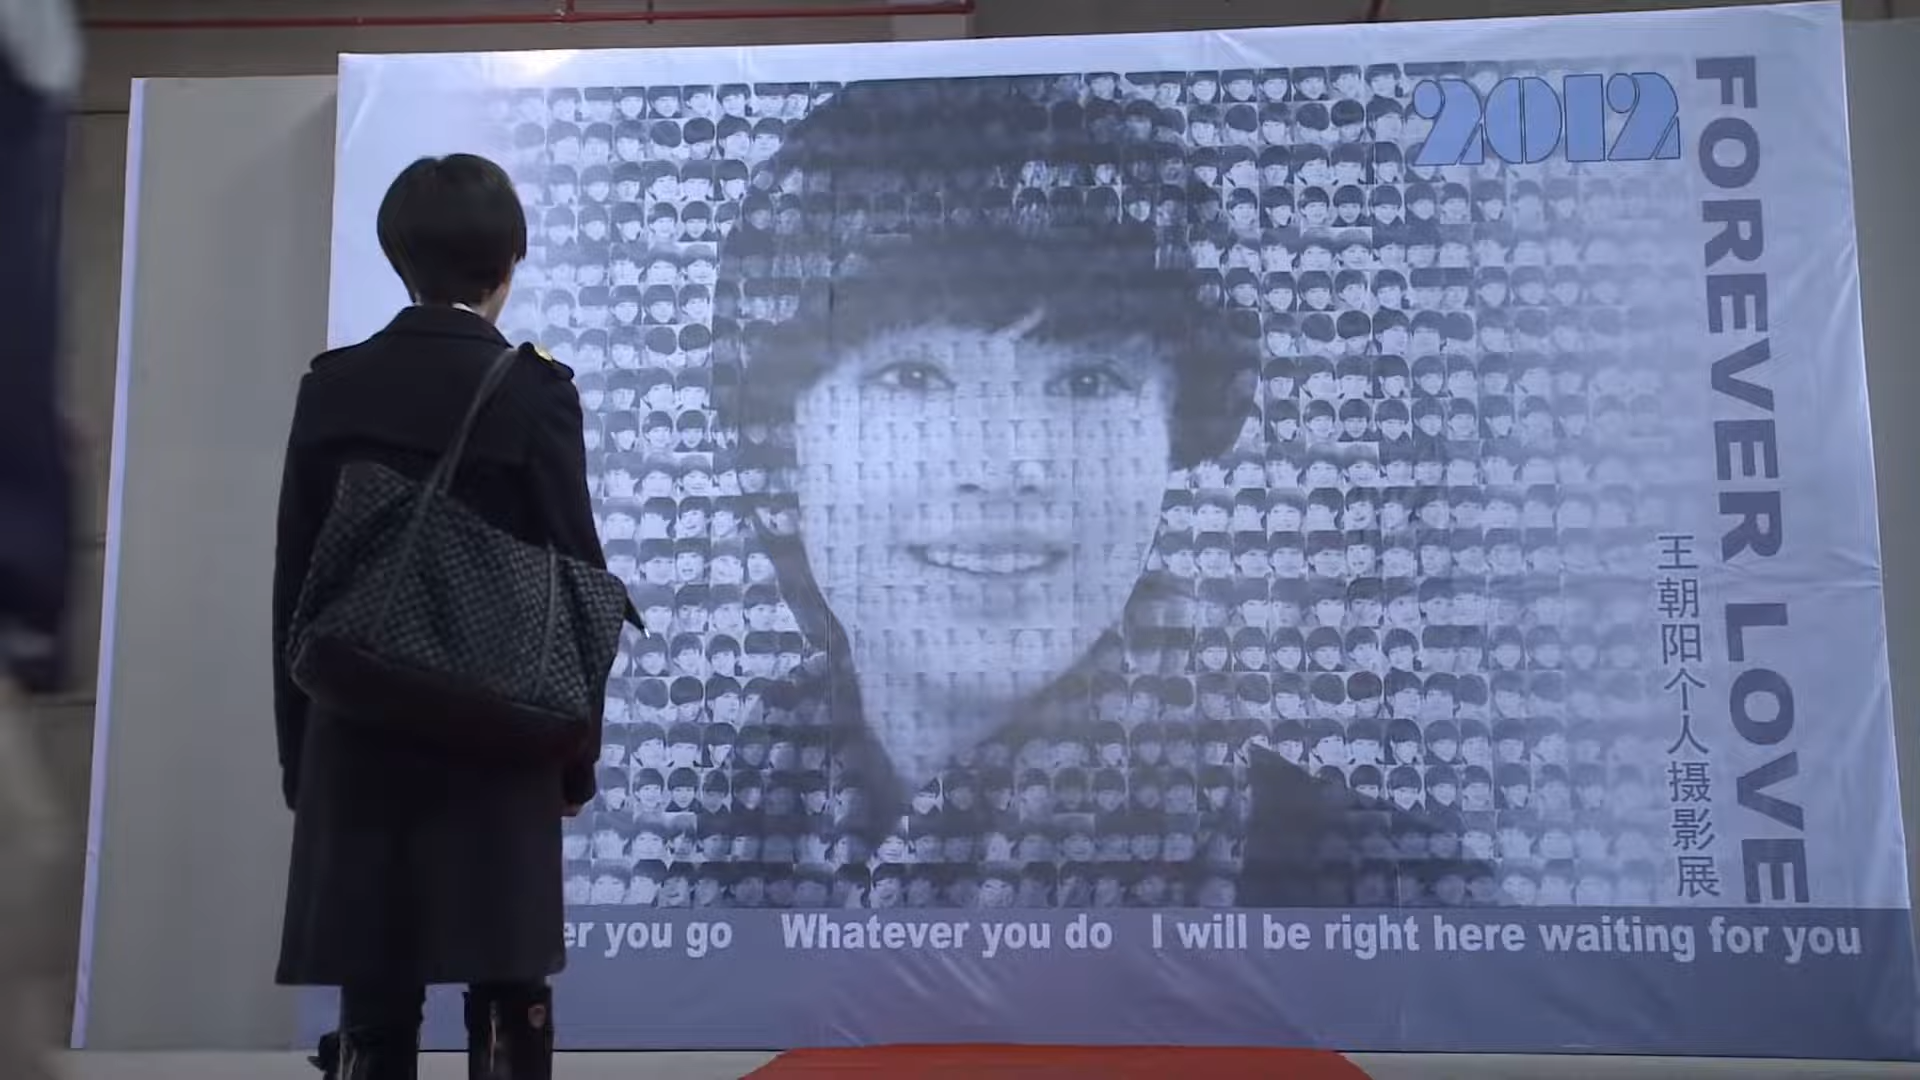 2012
FOREVER LOVE
王朝阳个人摄影展
er you go Whatever you do I will be right here waiting for you